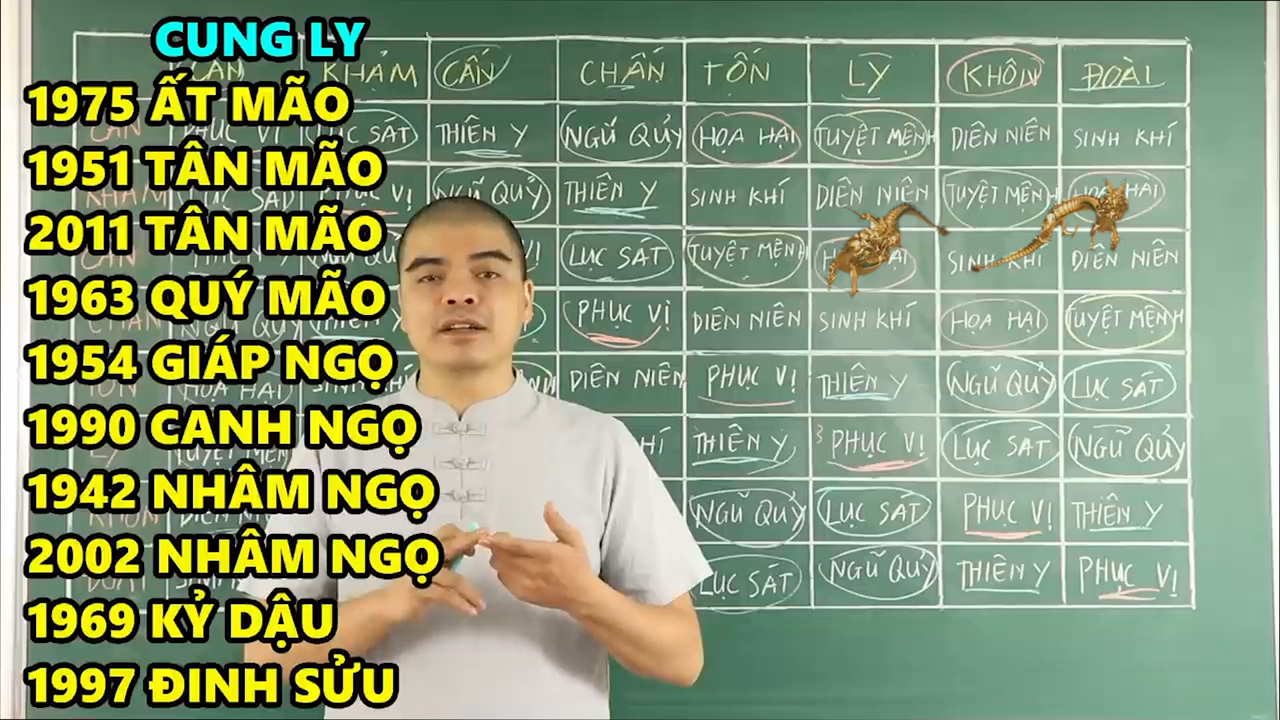 CUNG LY
1975 ẤT MÃO
1951 TÂN MÃO
2011 TÂN MÃO
1963 QUÝ MÃO
1954 GIÁP NGỌ
1990 CANH NGỌ
1942 NHÂM NGỌ
2002 NHÂM NGỌ
1969 KỶ DẬU
1997 ĐINH SỬU
KHẢM CẤN CHẤN TỐN LY KHÔN ĐOÀI
THIÊN Y NGŨ QUỶ HỌA HẠI TUYỆT MỆNH DIÊN NIÊN SINH KHÍ
NGŨ QUỶ THIÊN Y SINH KHÍ DIÊN NIÊN TUYỆT MỆNH HẠI
LỤC SÁT TUYỆT MỆNH SINH KHÍ DIÊN NIÊN
PHỤC VỊ DIÊN NIÊN SINH KHÍ HỌA HẠI TUYỆT MỆNH
DIÊN NIÊN PHỤC VỊ THIÊN Y NGŨ QUỶ LỤC SÁT
THIÊN Y 3 PHỤC VỊ LỤC SÁT NGŨ QUỶ
NGŨ QUỶ LỤC SÁT PHỤC VỊ THIÊN Y
LỤC SÁT NGŨ QUỶ THIÊN Y PHỤC VỊ